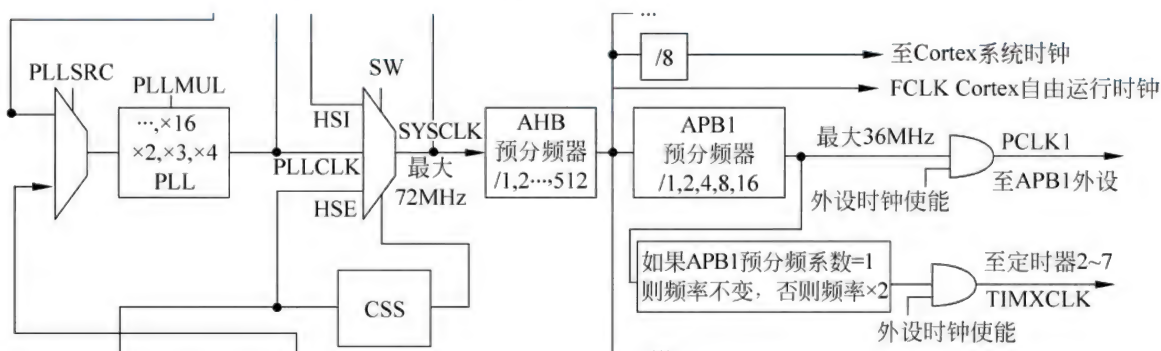 ...
/8
至Cortex系统时钟
FCLK Cortex自由运行时钟
PLLSRC
PLLMUL
…,×16
×2,×3,×4
PLL
SW
HSI
PLLCLK
HSE
SYSCLK
最大
72MHz
AHB
预分频器
/1,2…,512
APB1
预分频器
/1,2,4,8,16
最大36MHz
PCLK1
至APB1外设
外设时钟使能
如果APB1预分频系数=1
则频率不变，否则频率×2
至定时器2~7
TIMXCLK
外设时钟使能
CSS